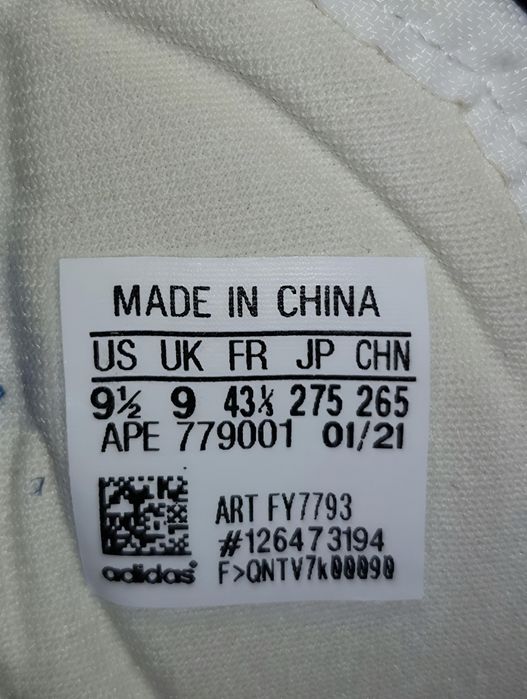 MADE IN CHINA
US UK FR JP CHN
9½ 9 43⅓ 275 265
APE 779001 01/21
ART FY7793
#126473194
adidas F>QNTV7k00090